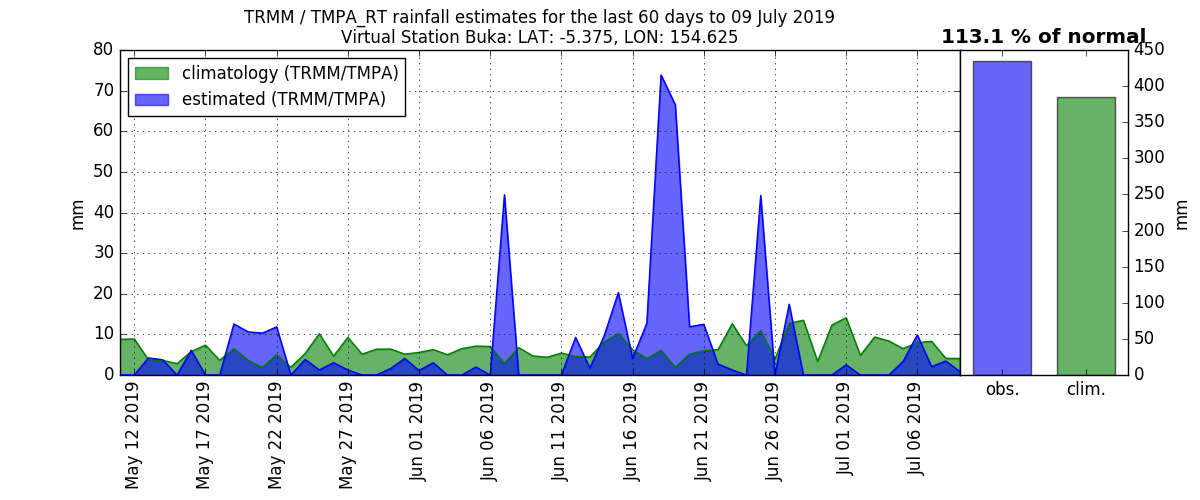 TRMM / TMPA_RT rainfall estimates for the last 60 days to 09 July 2019
Virtual Station Buka: LAT: -5.375, LON: 154.625
113.1 % of normal
climatology (TRMM/TMPA)
estimated (TRMM/TMPA)
mm
80
70
60
50
40
30
20
10
0
May 12 2019
May 17 2019
May 22 2019
May 27 2019
Jun 01 2019
Jun 06 2019
Jun 11 2019
Jun 16 2019
Jun 21 2019
Jun 26 2019
Jul 01 2019
Jul 06 2019
obs.
clim.
450
400
350
300
250
200
150
100
50
0
mm